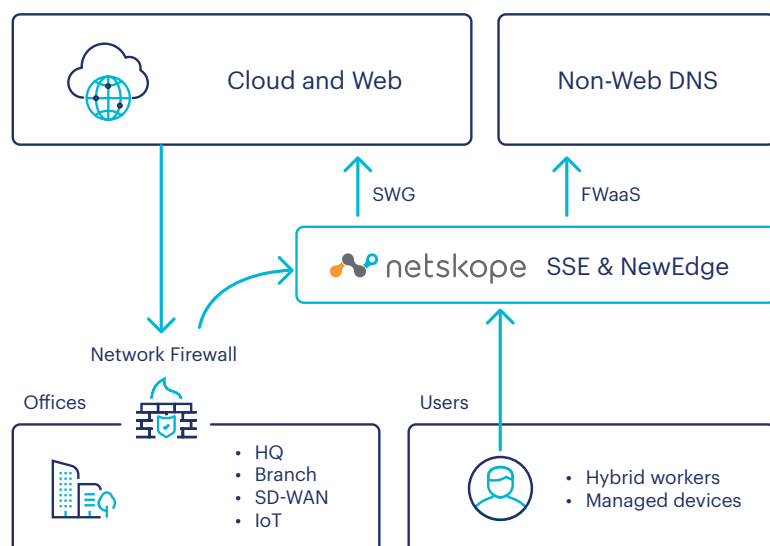 Cloud and Web
Non-Web DNS
SWG
FWaaS
netskope SSE & NewEdge
Network Firewall
Offices
• HQ
• Branch
• SD-WAN
• IoT
Users
• Hybrid workers
• Managed devices